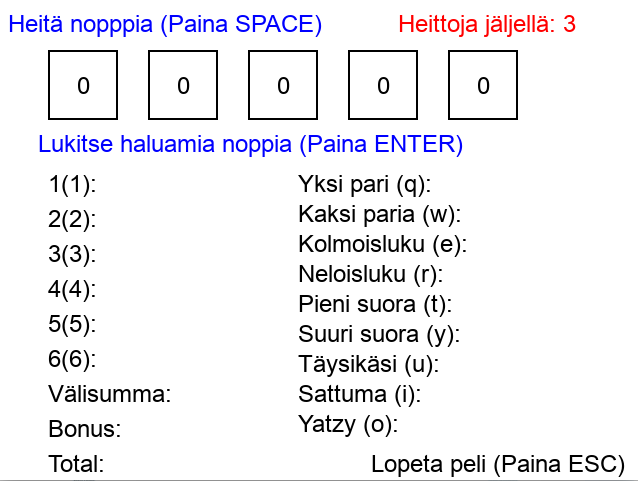 Heitä nopppia (Paina SPACE)
Heittoja jäljellä: 3
0 0 0 0 0
Lukitse haluamia noppia (Paina ENTER)
1(1):
2(2):
3(3):
4(4):
5(5):
6(6):
Välisumma:
Bonus:
Total:
Yksi pari (q):
Kaksi paria (w):
Kolmoisluku (e):
Neloisluku (r):
Pieni suora (t):
Suuri suora (y):
Täysikäsi (u):
Sattuma (i):
Yatzy (o):
Lopeta peli (Paina ESC)